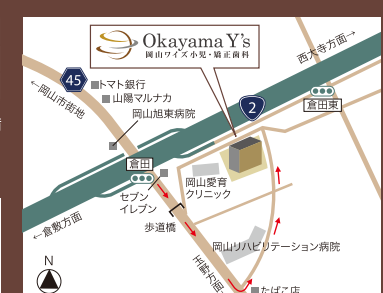 Okayama Y's
岡山ワイズ小児・矯正歯科
西大寺方面→
45
トマト銀行
山陽マルナカ
←岡山市街地
岡山旭東病院
2
倉田東
倉田
セブン
イレブン
岡山愛育
クリニック
←倉敷方面
歩道橋
岡山リハビリテーション病院
N
玉野方面
たばこ店